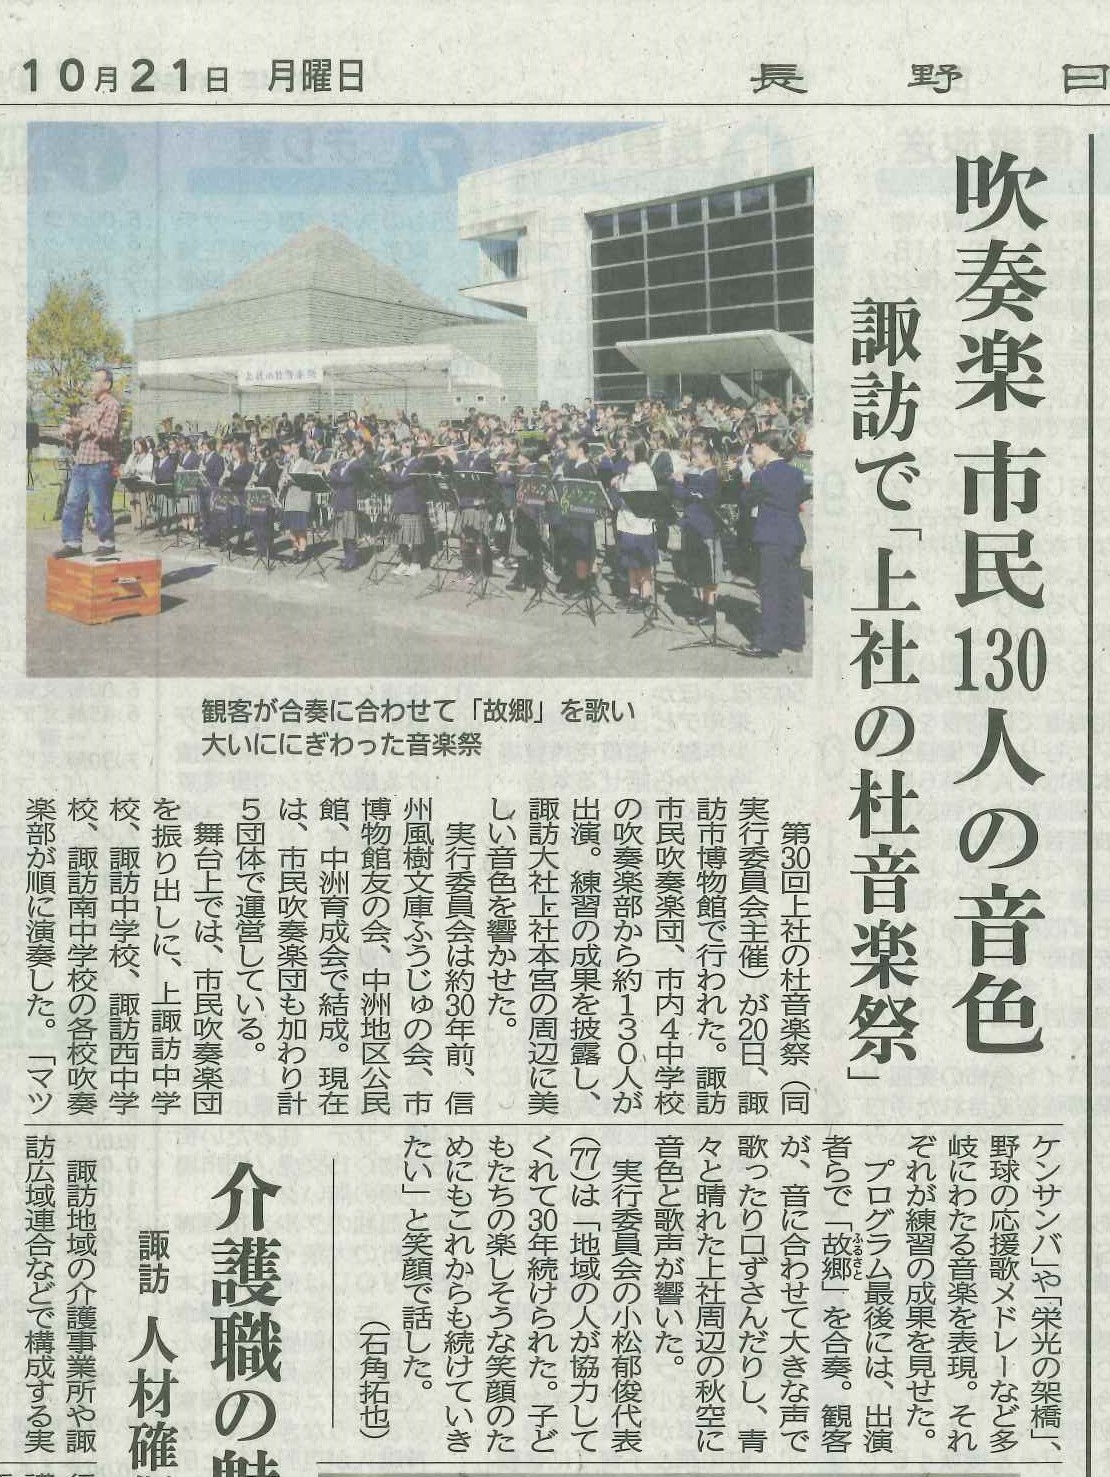 10月21日 月曜日
長野日
吹奏楽 市民130人の音色
諏訪で「上社の杜音楽祭」
上社の杜音楽祭
観客が合奏に合わせて「故郷」を歌い
大いににぎわった音楽祭
第30回上社の杜音楽祭(同
実行委員会主催)が20日、諏
訪市博物館で行われた。諏訪
市民吹奏楽団、市内4中学校
の吹奏楽部から約130人が
出演。練習の成果を披露し、
諏訪大社上社本宮の周辺に美
しい音色を響かせた。
実行委員会は約30年前、信
州風樹文庫ふうじゅの会、市
博物館友の会、中洲地区公民
館、中洲育成会で結成。現在
は、市民吹奏楽団も加わり計
5団体で運営している。
舞台上では、市民吹奏楽団
を振り出しに、上諏訪中学
校、諏訪中学校、諏訪西中学
校、諏訪南中学校の各校吹奏
楽部が順に演奏した。「マツ
ケンサンバ」や「栄光の架橋」、
野球の応援歌メドレーなど多
岐にわたる音楽を表現。それ
ぞれが練習の成果を見せた。
プログラム最後には、出演
者らで「故郷(ふるさと)」を合奏。観客
が、音に合わせて大きな声で
歌ったり口ずさんだりし、青
々と晴れた上社周辺の秋空に
音色と歌声が響いた。
実行委員会の小松郁俊代表
(77)は「地域の人が協力して
くれて30年続けられた。子ど
もたちの楽しそうな笑顔のた
めにもこれからも続けていき
たい」と笑顔で話した。
(石角拓也)
介護職の魅
諏訪 人材確
諏訪地域の介護事業所や諏
訪広域連合などで構成する実